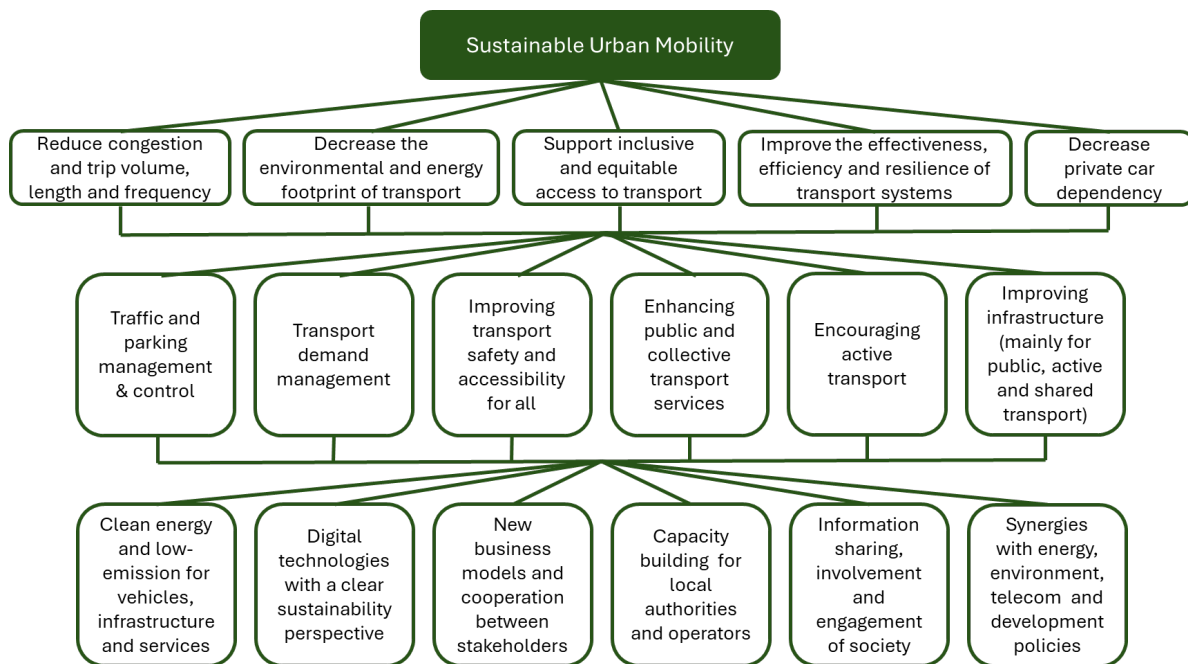 Sustainable Urban Mobility
Reduce congestion
and trip volume,
length and frequency
Decrease the
environmental and energy
footprint of transport
Support inclusive
and equitable
access to transport
Improve the effectiveness,
efficiency and resilience of
transport systems
Decrease
private car
dependency
Traffic and
parking
management
& control
Transport
demand
management
Improving
transport
safety and
accessibility
for all
Enhancing
public and
collective
transport
services
Encouraging
active
transport
Improving
infrastructure
(mainly for
public, active
and shared
transport)
Clean energy
and low-
emission for
vehicles,
infrastructure
and services
Digital
technologies
with a clear
sustainability
perspective
New
business
models and
cooperation
between
stakeholders
Capacity
building for
local
authorities
and operators
Information
sharing,
involvement
and
engagement
of society
Synergies
with energy,
environment,
telecom and
development
policies